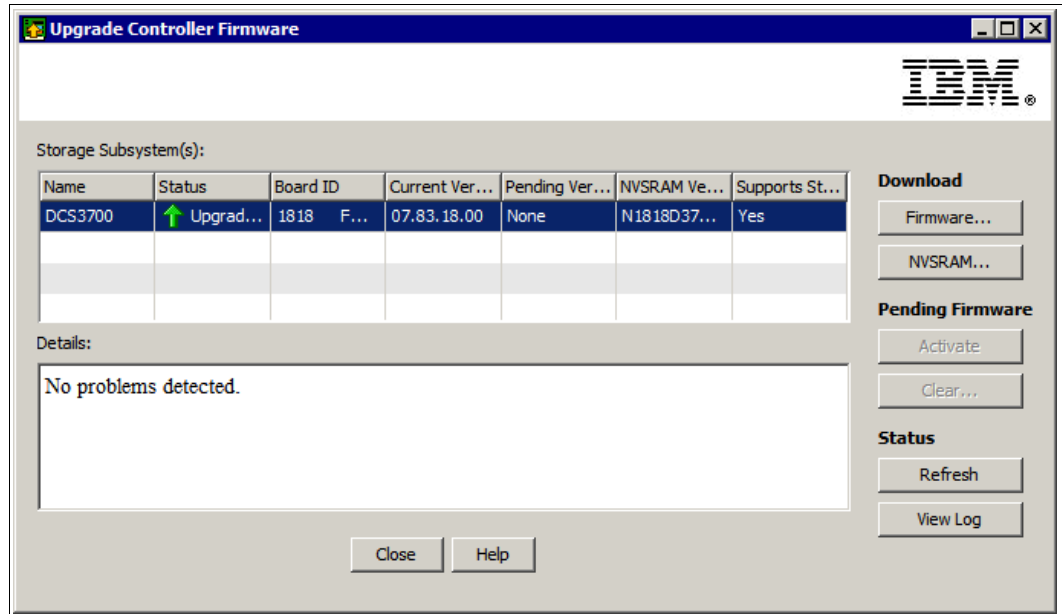 Upgrade Controller Firmware
IBM®
Storage Subsystem(s):
Name Status Board ID Current Ver... Pending Ver... NVSRAM Ve... Supports St...
DCS3700 Upgrad... 1818 F... 07.83.18.00 None N1818D37... Yes
Details:
No problems detected.
Download
Firmware...
NVSRAM...
Pending Firmware
Activate
Clear...
Status
Refresh
View Log
Close Help